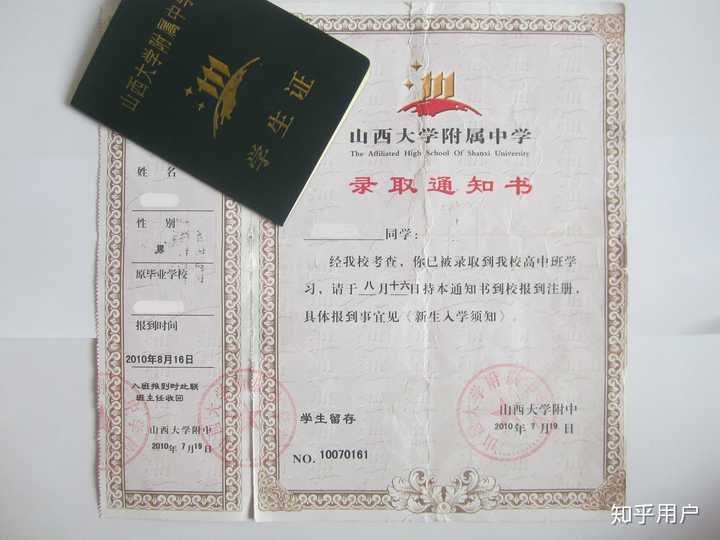 山西大学附属中学
学生证
姓 名
性 别
男
原毕业学校
报到时间
2010年8月16日
入班报到时此联
班主任收回
山西大学附中
2010年7月19日
山西大学附属中学
The Affiliated High School Of Shanxi University
录取通知书
同学：
经我校考查，你已被录取到我校高中班学
习，请于八月十六日持本通知书到校报到注册，
具体报到事宜见《新生入学须知》。
学生留存
山西大学附中
2010年7月19日
NO. 10070161
知乎用户